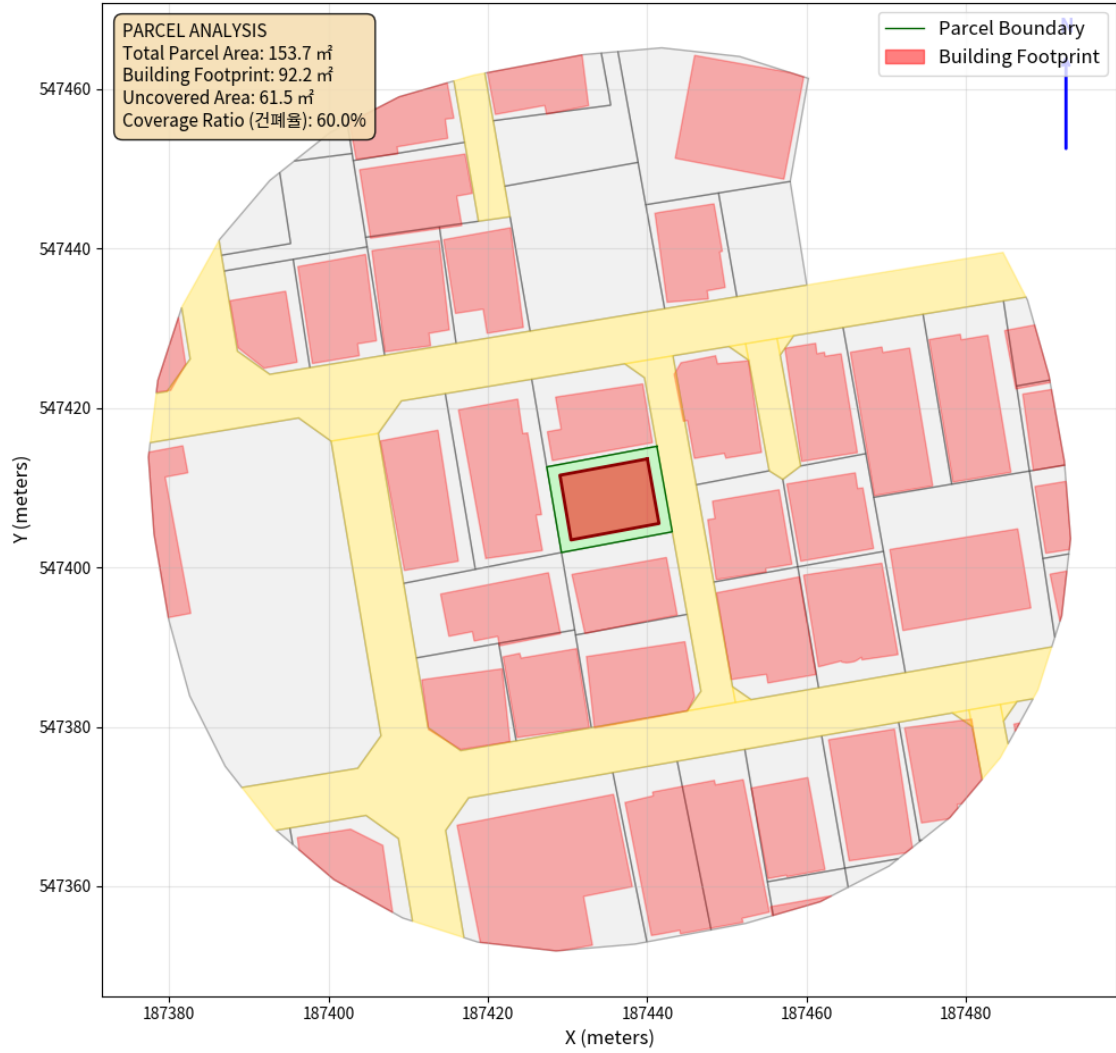 PARCEL ANALYSIS
Total Parcel Area: 153.7 ㎡
Building Footprint: 92.2 ㎡
Uncovered Area: 61.5 ㎡
Coverage Ratio (건폐율): 60.0%
Parcel Boundary
Building Footprint
N
547460
547440
547420
547400
547380
547360
Y (meters)
187380
187400
187420
187440
187460
187480
X (meters)